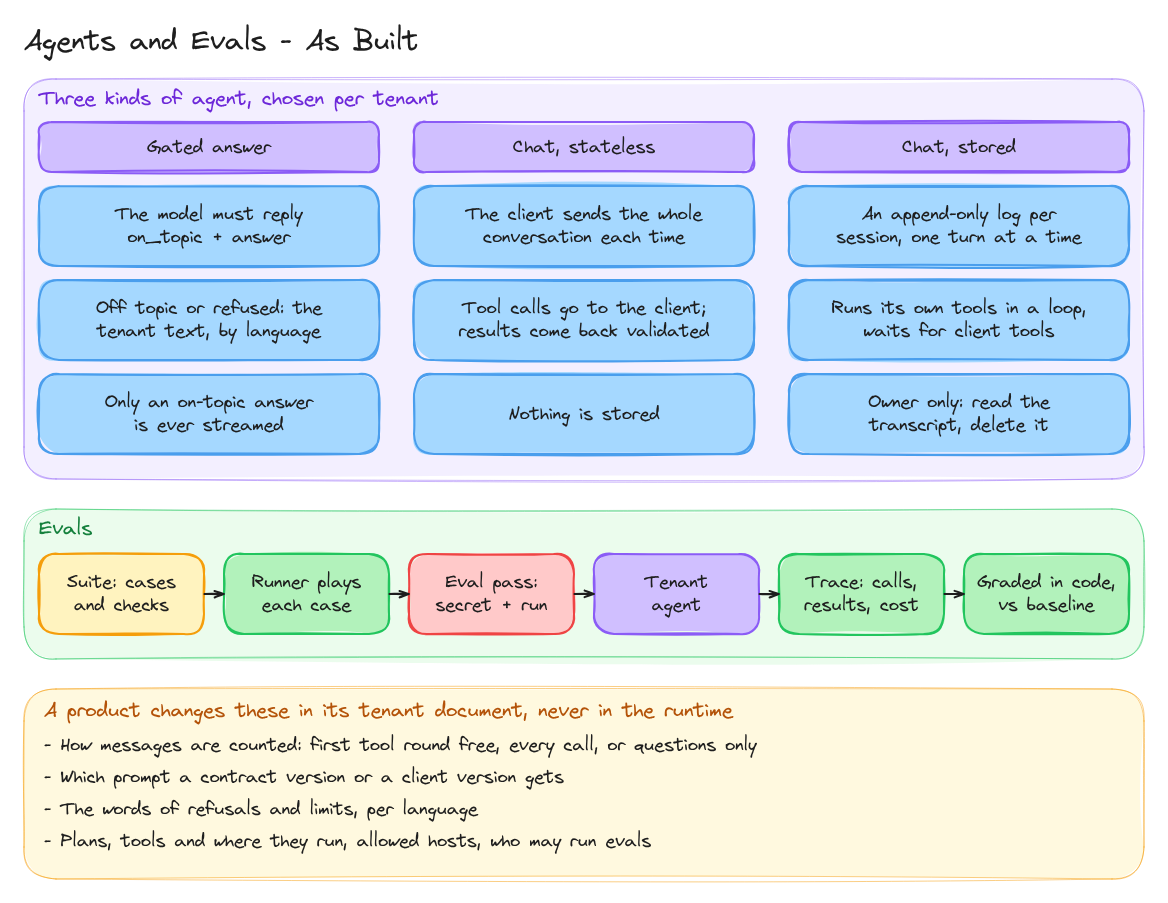 Agents and Evals - As Built
Three kinds of agent, chosen per tenant
Gated answer
The model must reply
on_topic + answer
Off topic or refused: the
tenant text, by language
Only an on-topic answer
is ever streamed
Chat, stateless
The client sends the whole
conversation each time
Tool calls go to the client;
results come back validated
Nothing is stored
Chat, stored
An append-only log per
session, one turn at a time
Runs its own tools in a loop,
waits for client tools
Owner only: read the
transcript, delete it
Evals
Suite: cases
and checks
Runner plays
each case
Eval pass:
secret + run
Tenant
agent
Trace: calls,
results, cost
Graded in code,
vs baseline
A product changes these in its tenant document, never in the runtime
- How messages are counted: first tool round free, every call, or questions only
- Which prompt a contract version or a client version gets
- The words of refusals and limits, per language
- Plans, tools and where they run, allowed hosts, who may run evals